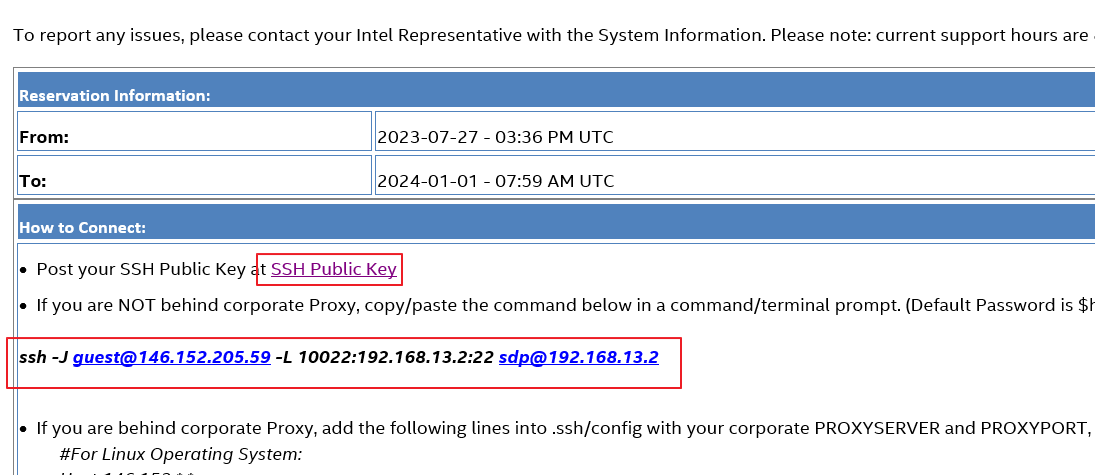 To report any issues, please contact your Intel Representative with the System Information. Please note: current support hours are
Reservation Information:
From: 2023-07-27 - 03:36 PM UTC
To: 2024-01-01 - 07:59 AM UTC
How to Connect:
• Post your SSH Public Key at SSH Public Key
• If you are NOT behind corporate Proxy, copy/paste the command below in a command/terminal prompt. (Default Password is
ssh -J guest@146.152.205.59 -L 10022:192.168.13.2:22 sdp@192.168.13.2
• If you are behind corporate Proxy, add the following lines into .ssh/config with your corporate PROXYSERVER and PROXYPORT,
#For Linux Operating System: